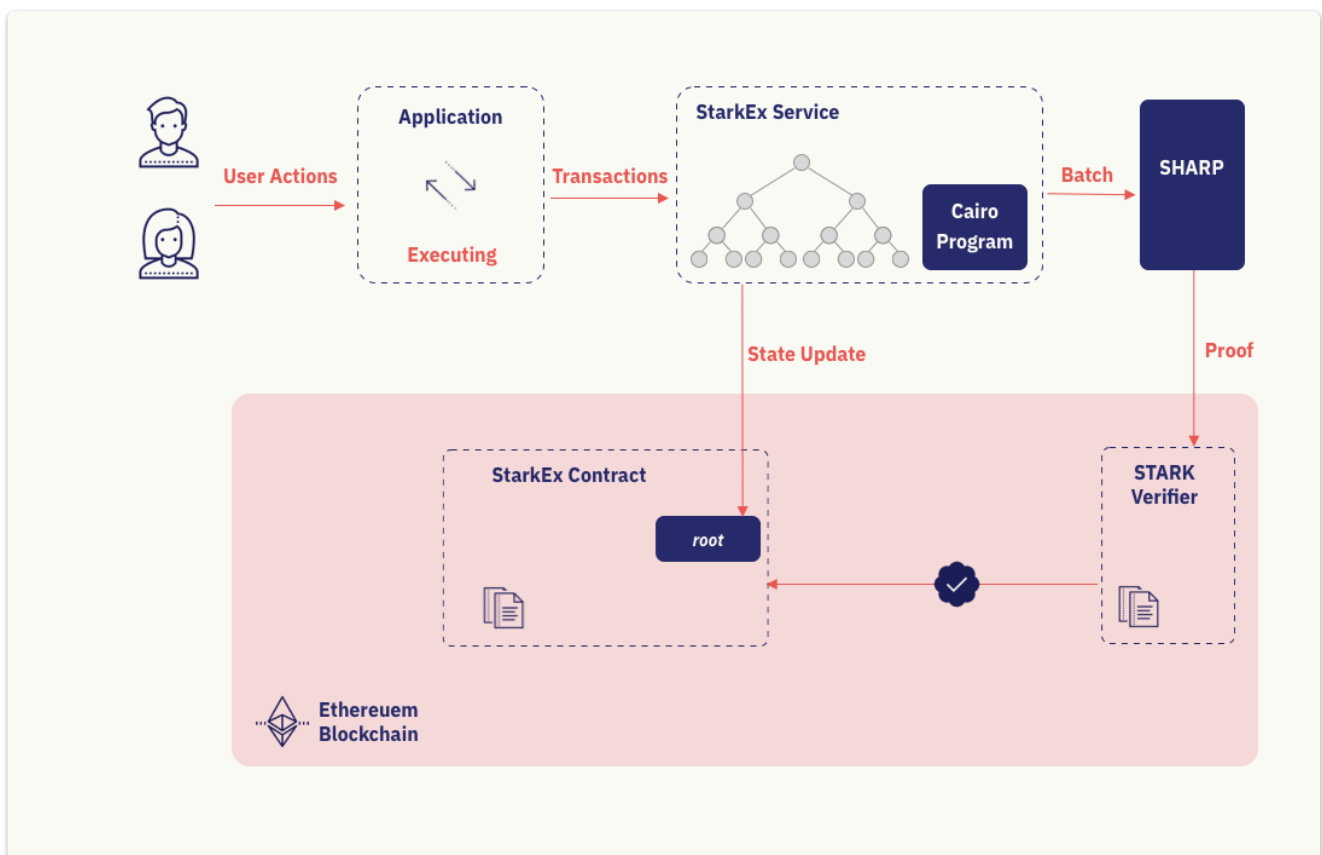 Application
StarkEx Service
SHARP
User Actions
Transactions
Batch
Cairo
Program
Executing
State Update
Proof
StarkEx Contract
STARK
Verifier
root
Ethereuem
Blockchain